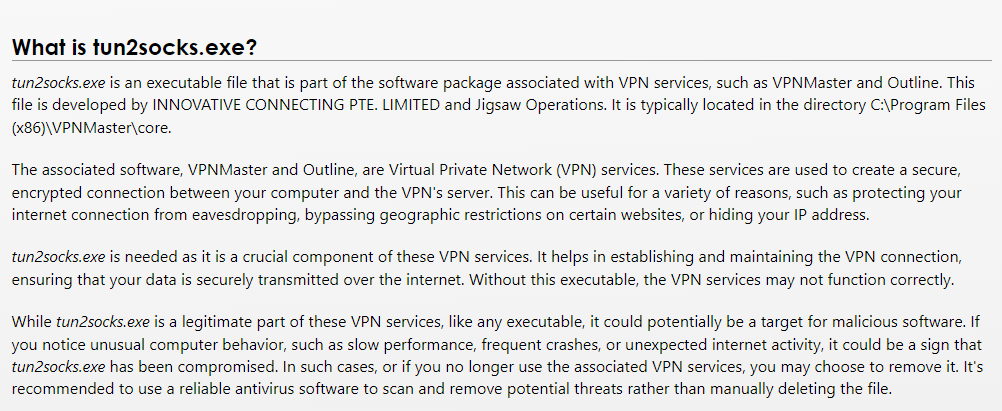 What is tun2socks.exe?
tun2socks.exe is an executable file that is part of the software package associated with VPN services, such as VPNMaster and Outline. This
file is developed by INNOVATIVE CONNECTING PTE. LIMITED and Jigsaw Operations. It is typically located in the directory C:\Program Files
(x86)\VPNMaster\core.
The associated software, VPNMaster and Outline, are Virtual Private Network (VPN) services. These services are used to create a secure,
encrypted connection between your computer and the VPN's server. This can be useful for a variety of reasons, such as protecting your
internet connection from eavesdropping, bypassing geographic restrictions on certain websites, or hiding your IP address.
tun2socks.exe is needed as it is a crucial component of these VPN services. It helps in establishing and maintaining the VPN connection,
ensuring that your data is securely transmitted over the internet. Without this executable, the VPN services may not function correctly.
While tun2socks.exe is a legitimate part of these VPN services, like any executable, it could potentially be a target for malicious software. If
you notice unusual computer behavior, such as slow performance, frequent crashes, or unexpected internet activity, it could be a sign that
tun2socks.exe has been compromised. In such cases, or if you no longer use the associated VPN services, you may choose to remove it. It's
recommended to use a reliable antivirus software to scan and remove potential threats rather than manually deleting the file.